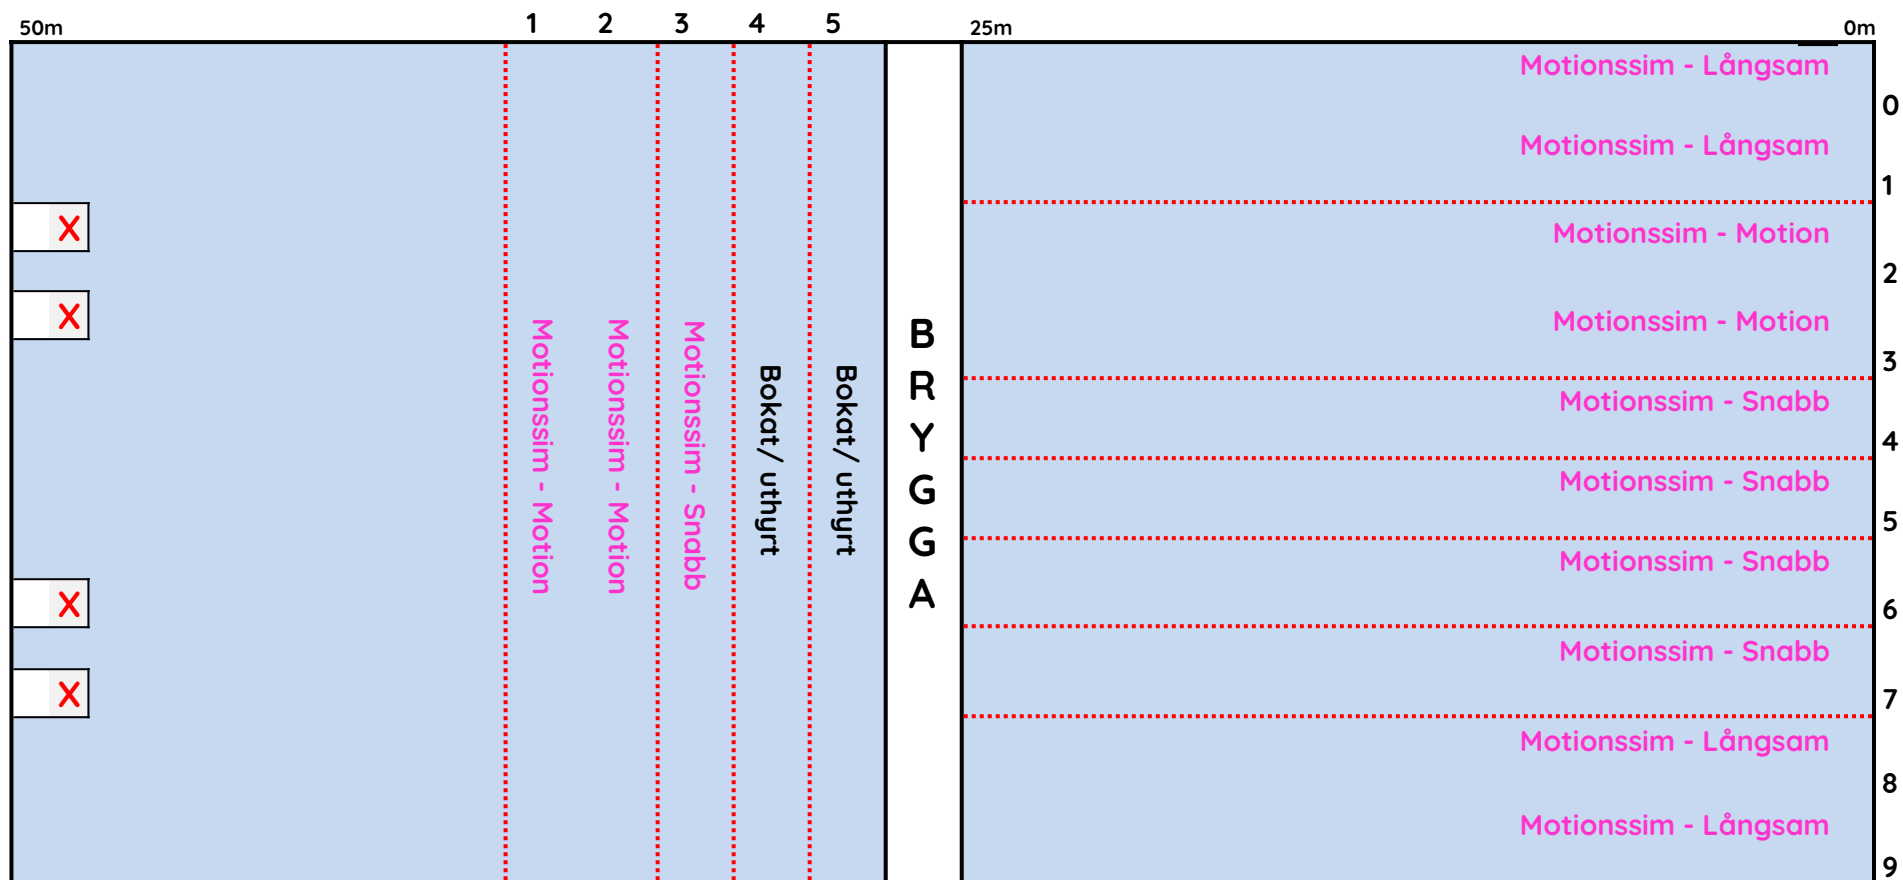 50m
1 2 3 4 5
25m
0m
Motionssim - Långsam
0
Motionssim - Långsam
1
Motionssim - Motion
2
Motionssim - Motion
3
Motionssim - Snabb
4
Motionssim - Snabb
5
Motionssim - Snabb
6
Motionssim - Snabb
7
Motionssim - Långsam
8
Motionssim - Långsam
9
X
X
X
X
Motionssim - Motion
Motionssim - Motion
Motionssim - Snabb
Bokat/ uthyrt
Bokat/ uthyrt
B
R
Y
G
G
A